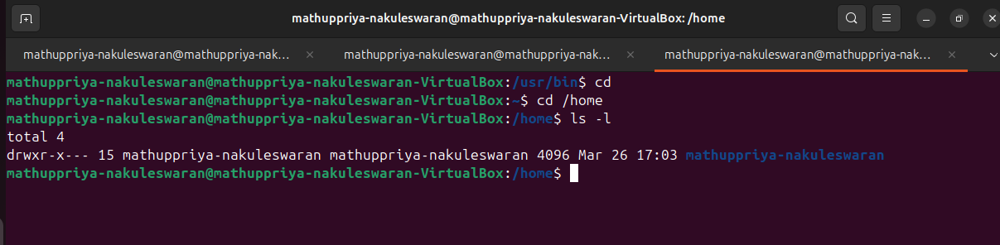 mathuppriya-nakuleswaran@mathuppriya-nakuleswaran-VirtualBox: /home
mathuppriya-nakuleswaran@mathuppriya-nak... × mathuppriya-nakuleswaran@mathuppriya-nak... × mathuppriya-nakuleswaran@mathuppriya-nak... ×
mathuppriya-nakuleswaran@mathuppriya-nakuleswaran-VirtualBox:/usr/bin$ cd
mathuppriya-nakuleswaran@mathuppriya-nakuleswaran-VirtualBox:~$ cd /home
mathuppriya-nakuleswaran@mathuppriya-nakuleswaran-VirtualBox:/home$ ls -l
total 4
drwxr-x--- 15 mathuppriya-nakuleswaran mathuppriya-nakuleswaran 4096 Mar 26 17:03 mathuppriya-nakuleswaran
mathuppriya-nakuleswaran@mathuppriya-nakuleswaran-VirtualBox:/home$